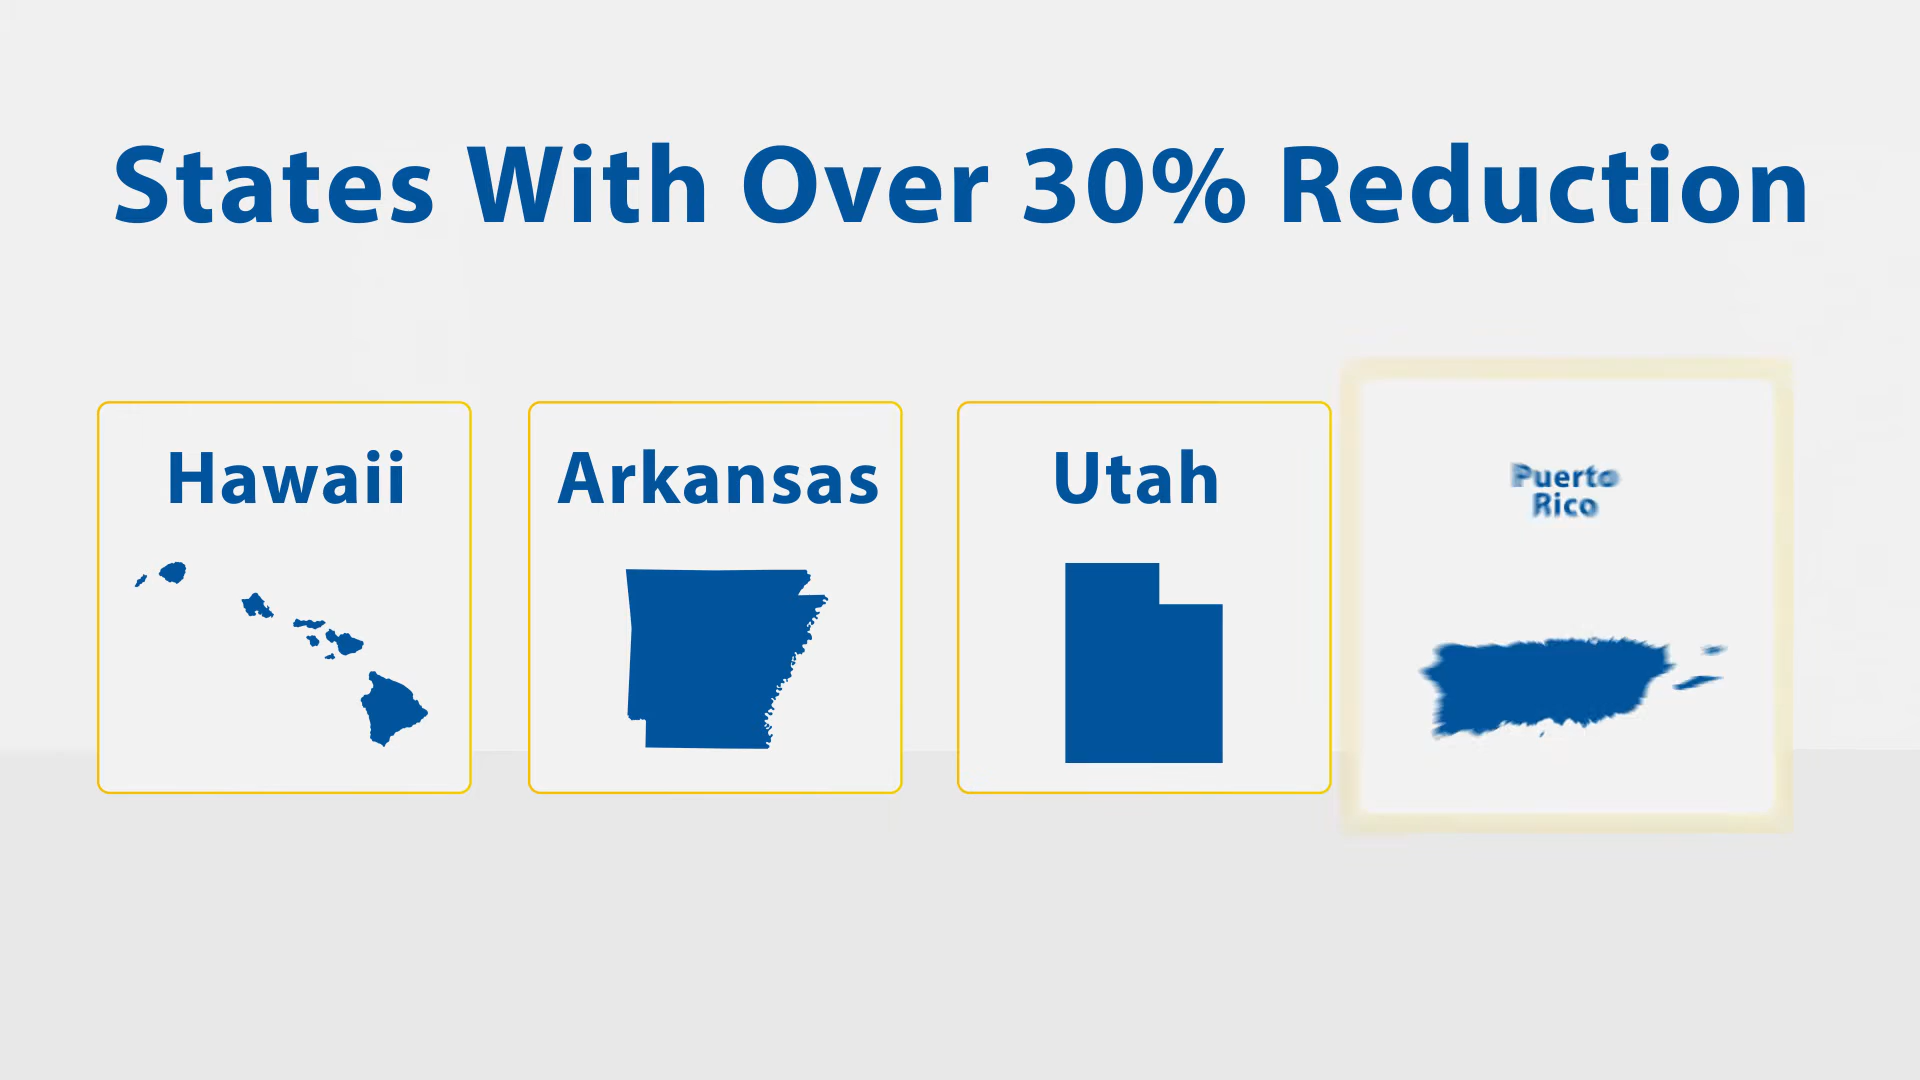 States With Over 30% Reduction
Hawaii
Arkansas
Utah
Puerto
Rico